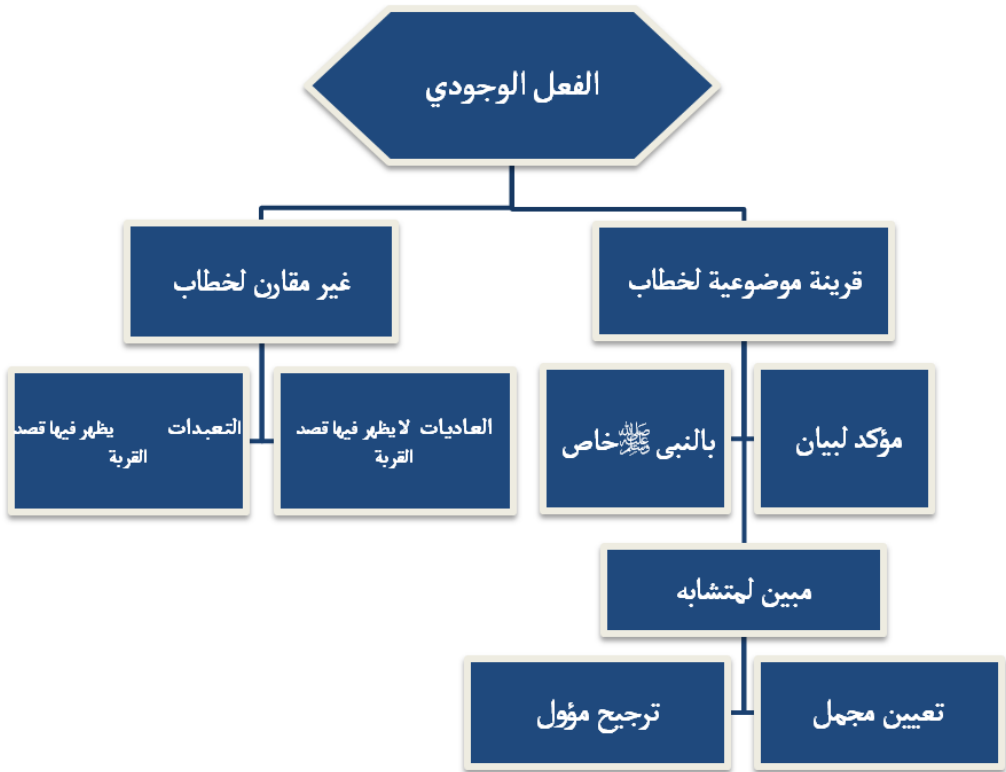 الفعل الوجودي
قرينة موضوعية لخطاب
غير مقارن لخطاب
مؤكد لبيان
بالنبى ﷺ خاص
العاديات لا يظهر فيها قصد
القربة
التعبدات يظهر فيها قصد
القربة
مبين لمتشابه
تعيين مجمل
ترجيح مؤول